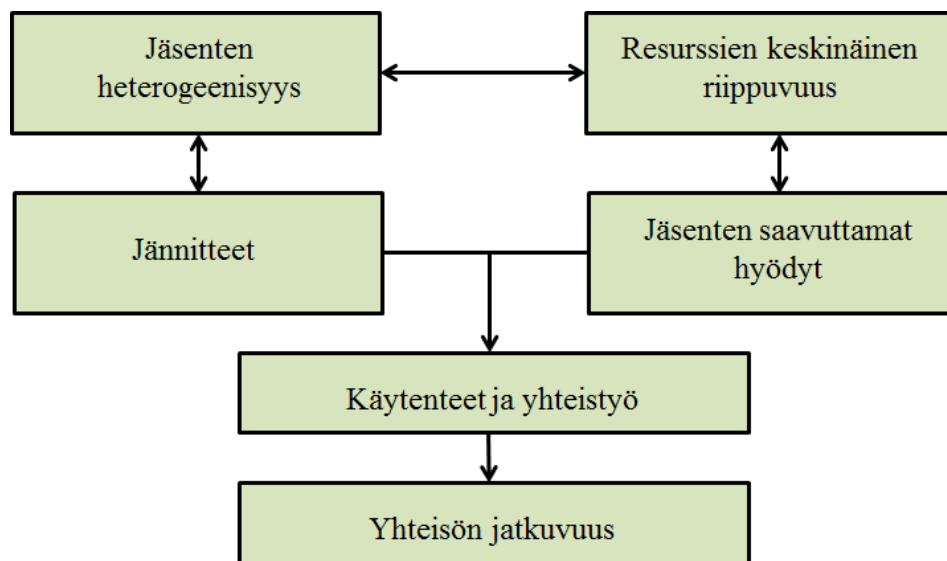 Jäsenten
heterogeenisyys
Resurssien keskinäinen
riippuvuus
Jännitteet
Jäsenten saavuttamat
hyödyt
Käytenteet ja yhteistyö
Yhteisön jatkuvuus